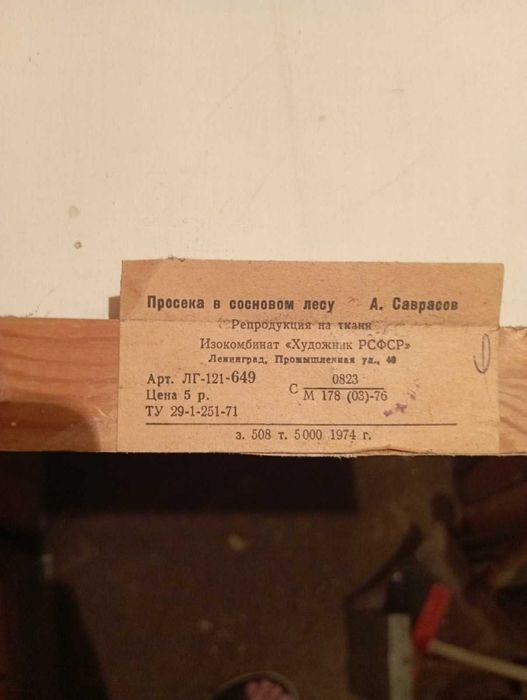 Просека в сосновом лесу А. Саврасов
Репродукция на ткани
Изокомбинат «Художник РСФСР»
Ленинград, Промышленная ул., 40
Арт. ЛГ-121-649
Цена 5 р.
ТУ 29-1-251-71
С 0823
М 178 (03)-76
з. 508 т. 5000 1974 г.